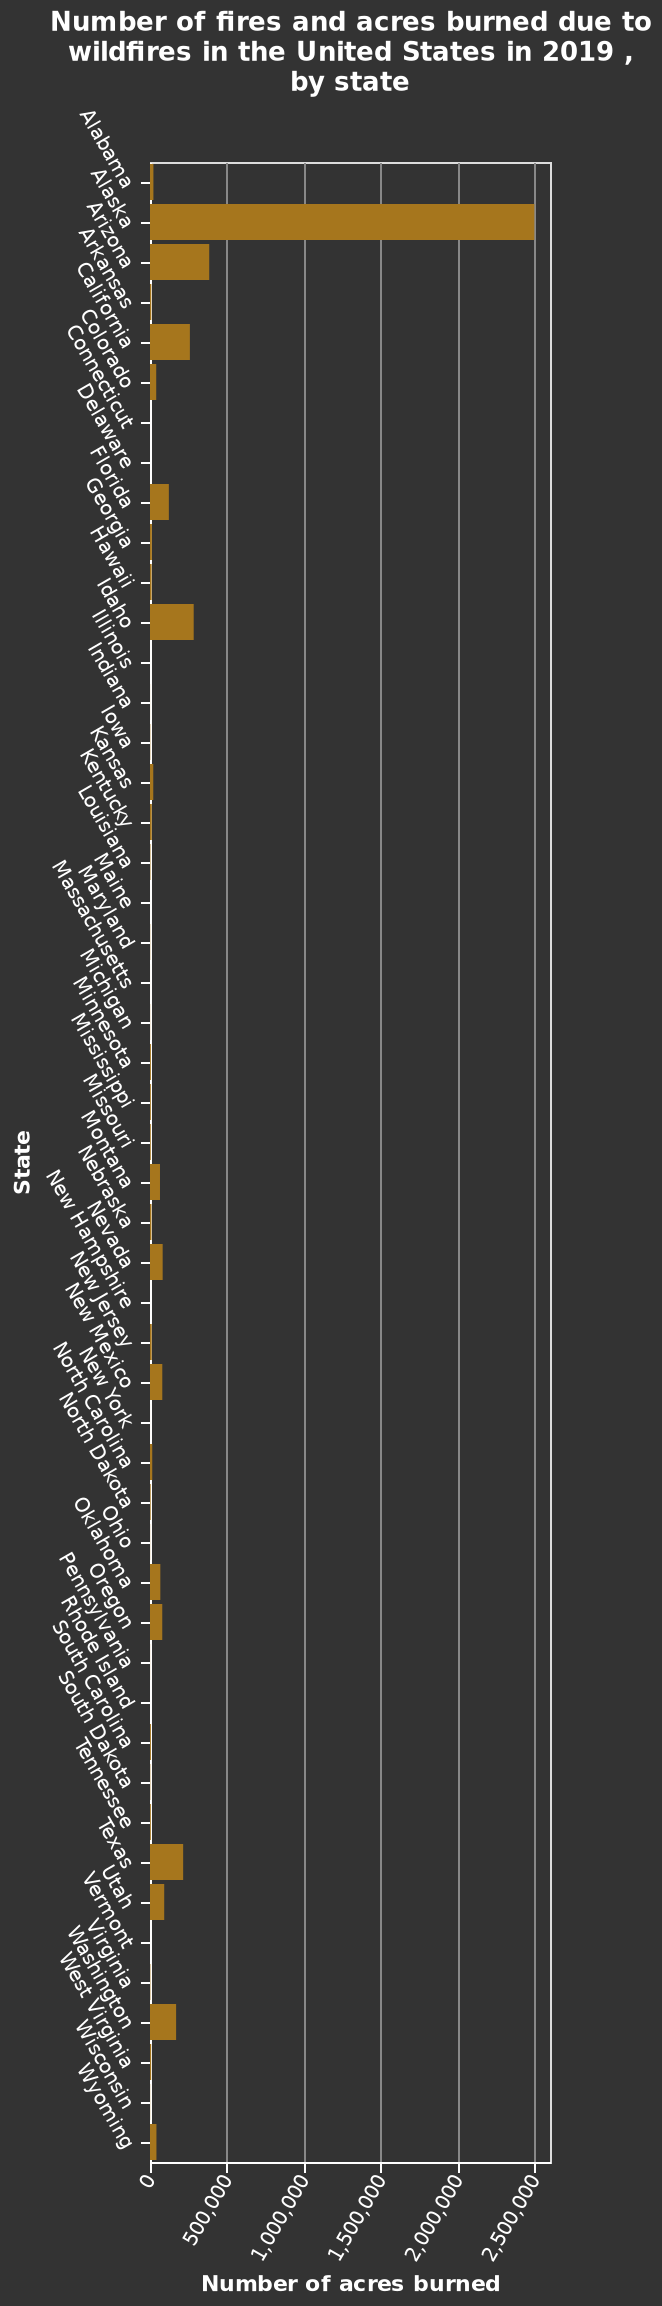 Number of fires and acres burned due to
wildfires in the United States in 2019 ,
by state
Alabama
Alaska
Arizona
Arkansas
California
Colorado
Connecticut
Delaware
Florida
Georgia
Hawaii
Idaho
Illinois
Indiana
Iowa
Kansas
Kentucky
Louisiana
Maine
Maryland
Massachusetts
Michigan
Minnesota
Mississippi
Missouri
Montana
Nebraska
Nevada
New Hampshire
New Jersey
New Mexico
New York
North Carolina
North Dakota
Ohio
Oklahoma
Oregon
Pennsylvania
Rhode Island
South Carolina
South Dakota
Tennessee
Texas
Utah
Vermont
Virginia
Washington
West Virginia
Wisconsin
Wyoming
State
0
500,000
1,000,000
1,500,000
2,000,000
2,500,000
Number of acres burned